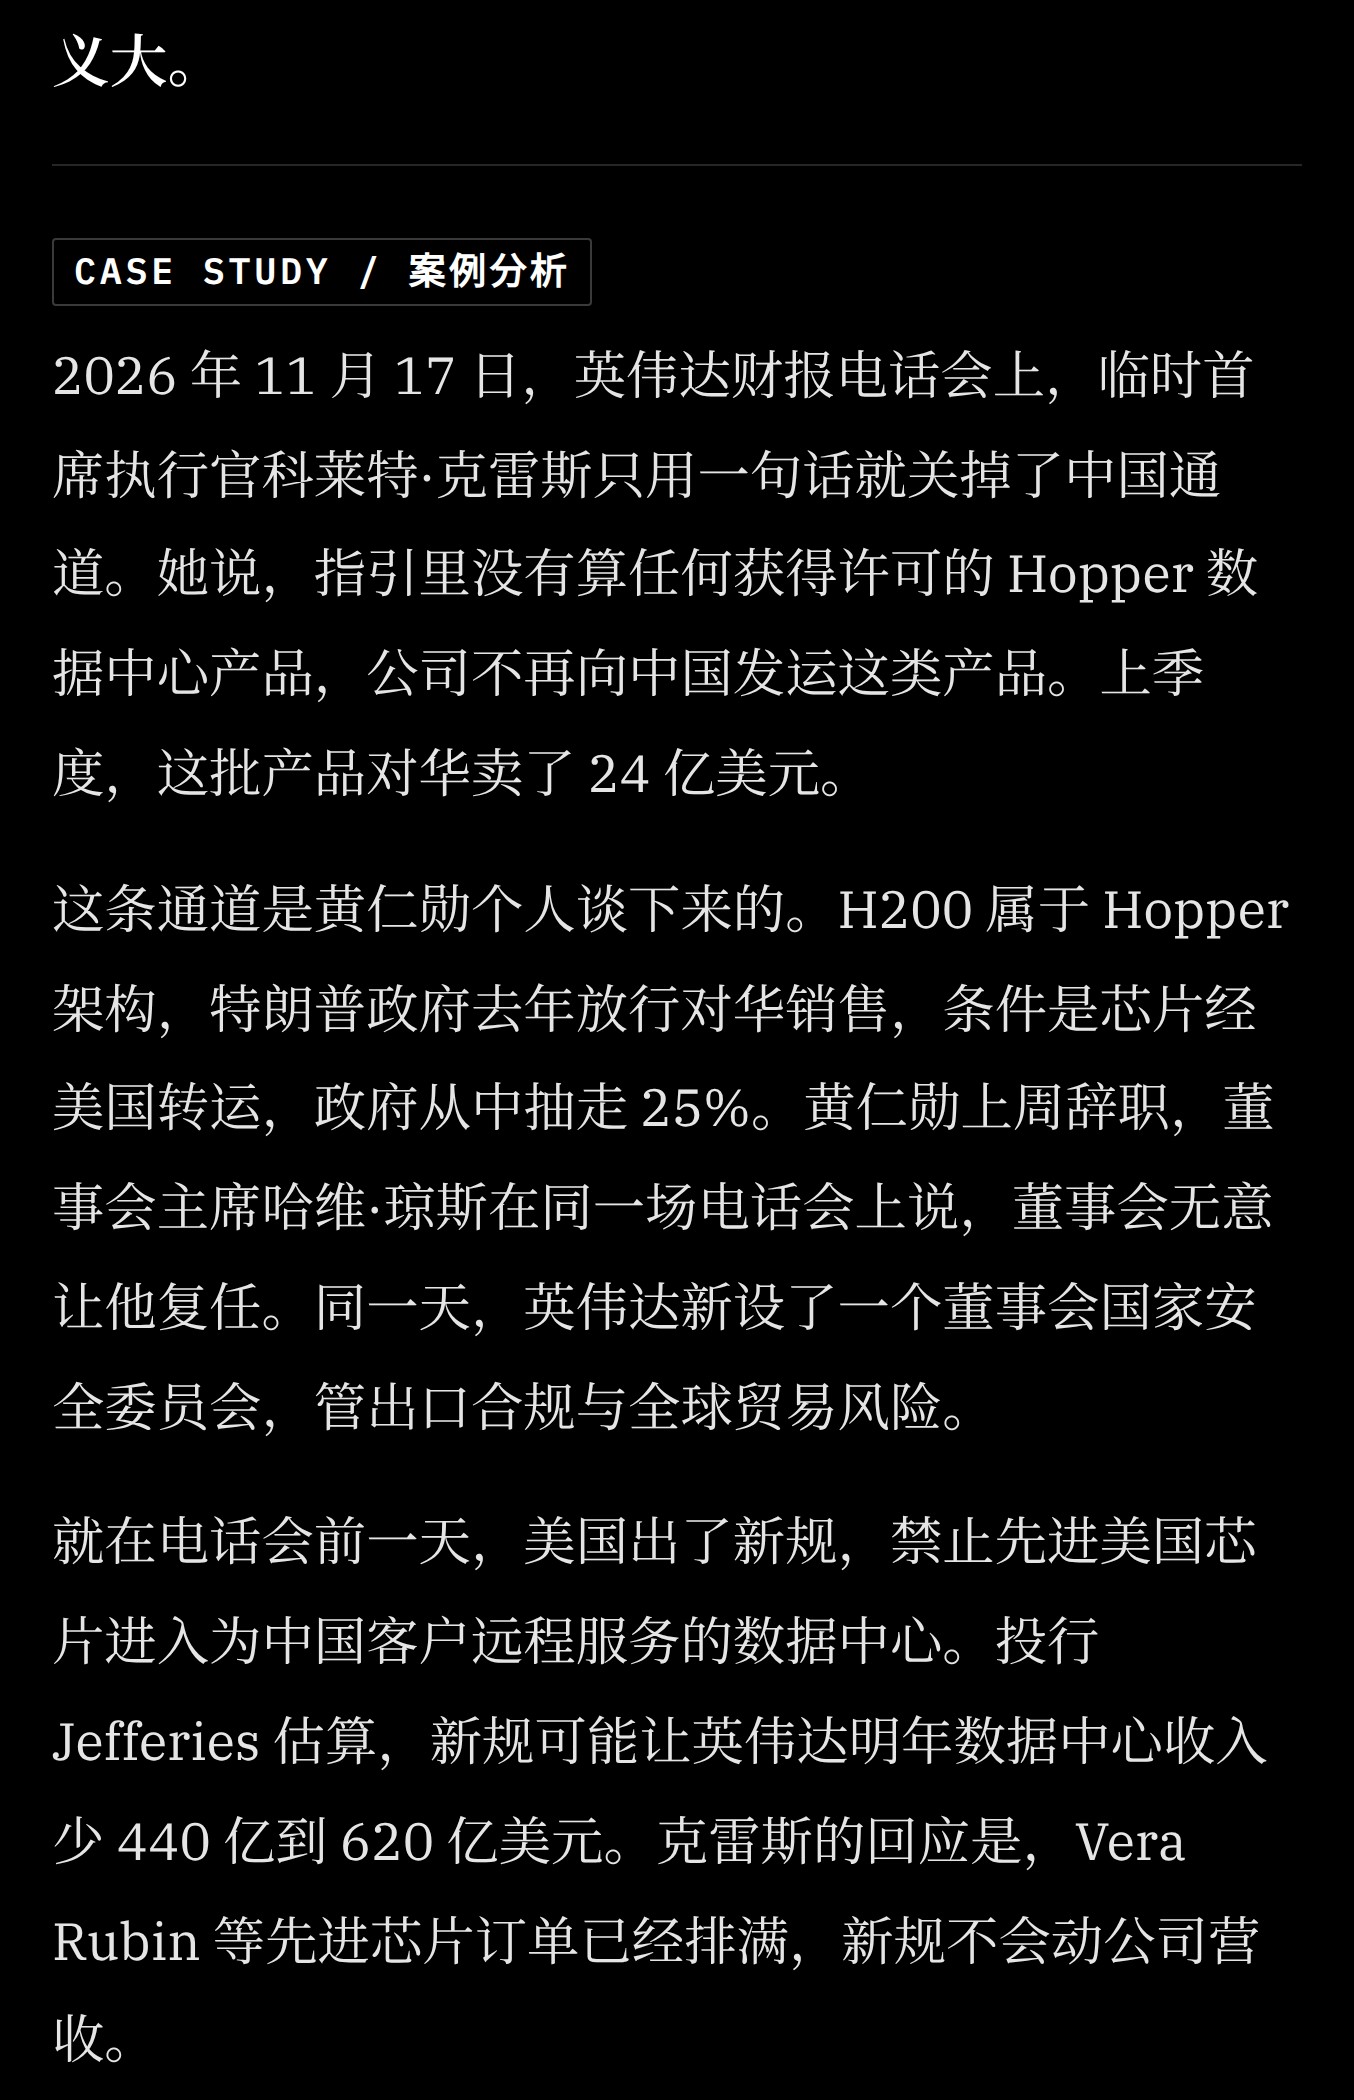 义大。
CASE STUDY / 案例分析
2026 年 11 月 17 日，英伟达财报电话会上，临时首
席执行官科莱特·克雷斯只用一句话就关掉了中国通
道。她说，指引里没有算任何获得许可的 Hopper 数
据中心产品，公司不再向中国发运这类产品。上季
度，这批产品对华卖了 24 亿美元。
这条通道是黄仁勋个人谈下来的。H200 属于 Hopper
架构，特朗普政府去年放行对华销售，条件是芯片经
美国转运，政府从中抽走 25%。黄仁勋上周辞职，董
事会主席哈维·琼斯在同一场电话会上说，董事会无意
让他复任。同一天，英伟达新设了一个董事会国家安
全委员会，管出口合规与全球贸易风险。
就在电话会前一天，美国出了新规，禁止先进美国芯
片进入为中国客户远程服务的数据中心。投行
Jefferies 估算，新规可能让英伟达明年数据中心收入
少 440 亿到 620 亿美元。克雷斯的回应是，Vera
Rubin 等先进芯片订单已经排满，新规不会动公司营
收。